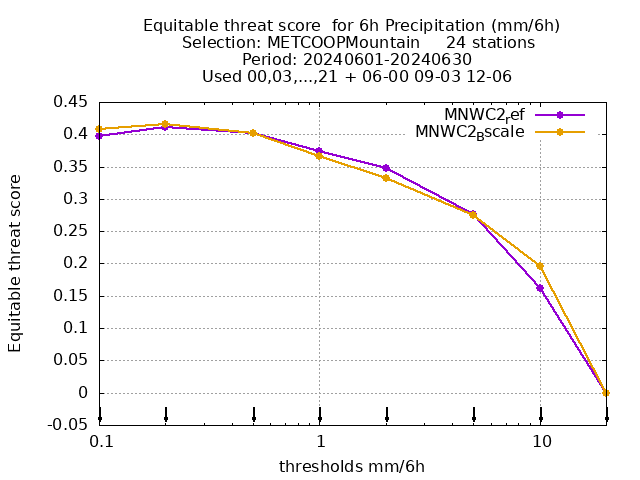 Equitable threat score  for 6h Precipitation (mm/6h)
Selection: METCOOPMountain     24 stations
Period: 20240601-20240630
Used 00,03,...,21 + 06-00 09-03 12-06
MNWC2ref
MNWC2Bscale
Equitable threat score
0.45
0.4
0.35
0.3
0.25
0.2
0.15
0.1
0.05
0
-0.05
0.1
1
10
thresholds mm/6h